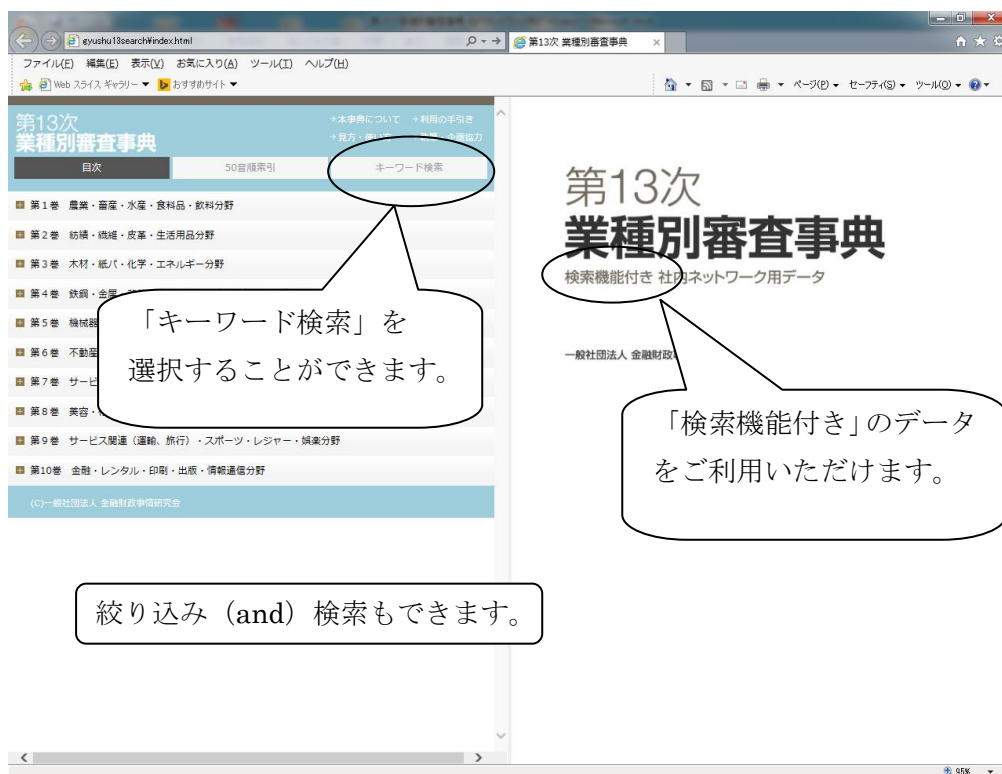 gyushu13search¥index.html
第13次 業種別審査事典
ファイル(F) 編集(E) 表示(V) お気に入り(A) ツール(T) ヘルプ(H)
Web スライス ギャラリー ▼ おすすめサイト ▼
ページ(P) セーフティ(S) ツール(O)
第13次
業種別審査事典
→本事典について →利用の手引き
→見方・使い方
企画協力
目次 50音順索引 キーワード検索
第1巻 農業・畜産・水産・食料品・飲料分野
第2巻 紡績・繊維・皮革・生活用品分野
第3巻 木材・紙パ・化学・エネルギー分野
第4巻 鉄鋼・金属・
第5巻 機械器
第6巻 不動産
第7巻 サービ
第8巻 美容・
第9巻 サービス関連（運輸、旅行）・スポーツ・レジャー・娯楽分野
第10巻 金融・レンタル・印刷・出版・情報通信分野
(C)一般社団法人 金融財政事情研究会
「キーワード検索」を
選択することができます。
絞り込み（and）検索もできます。
第13次
業種別審査事典
検索機能付き 社内ネットワーク用データ
一般社団法人 金融財政
「検索機能付き」のデータ
をご利用いただけます。
95%